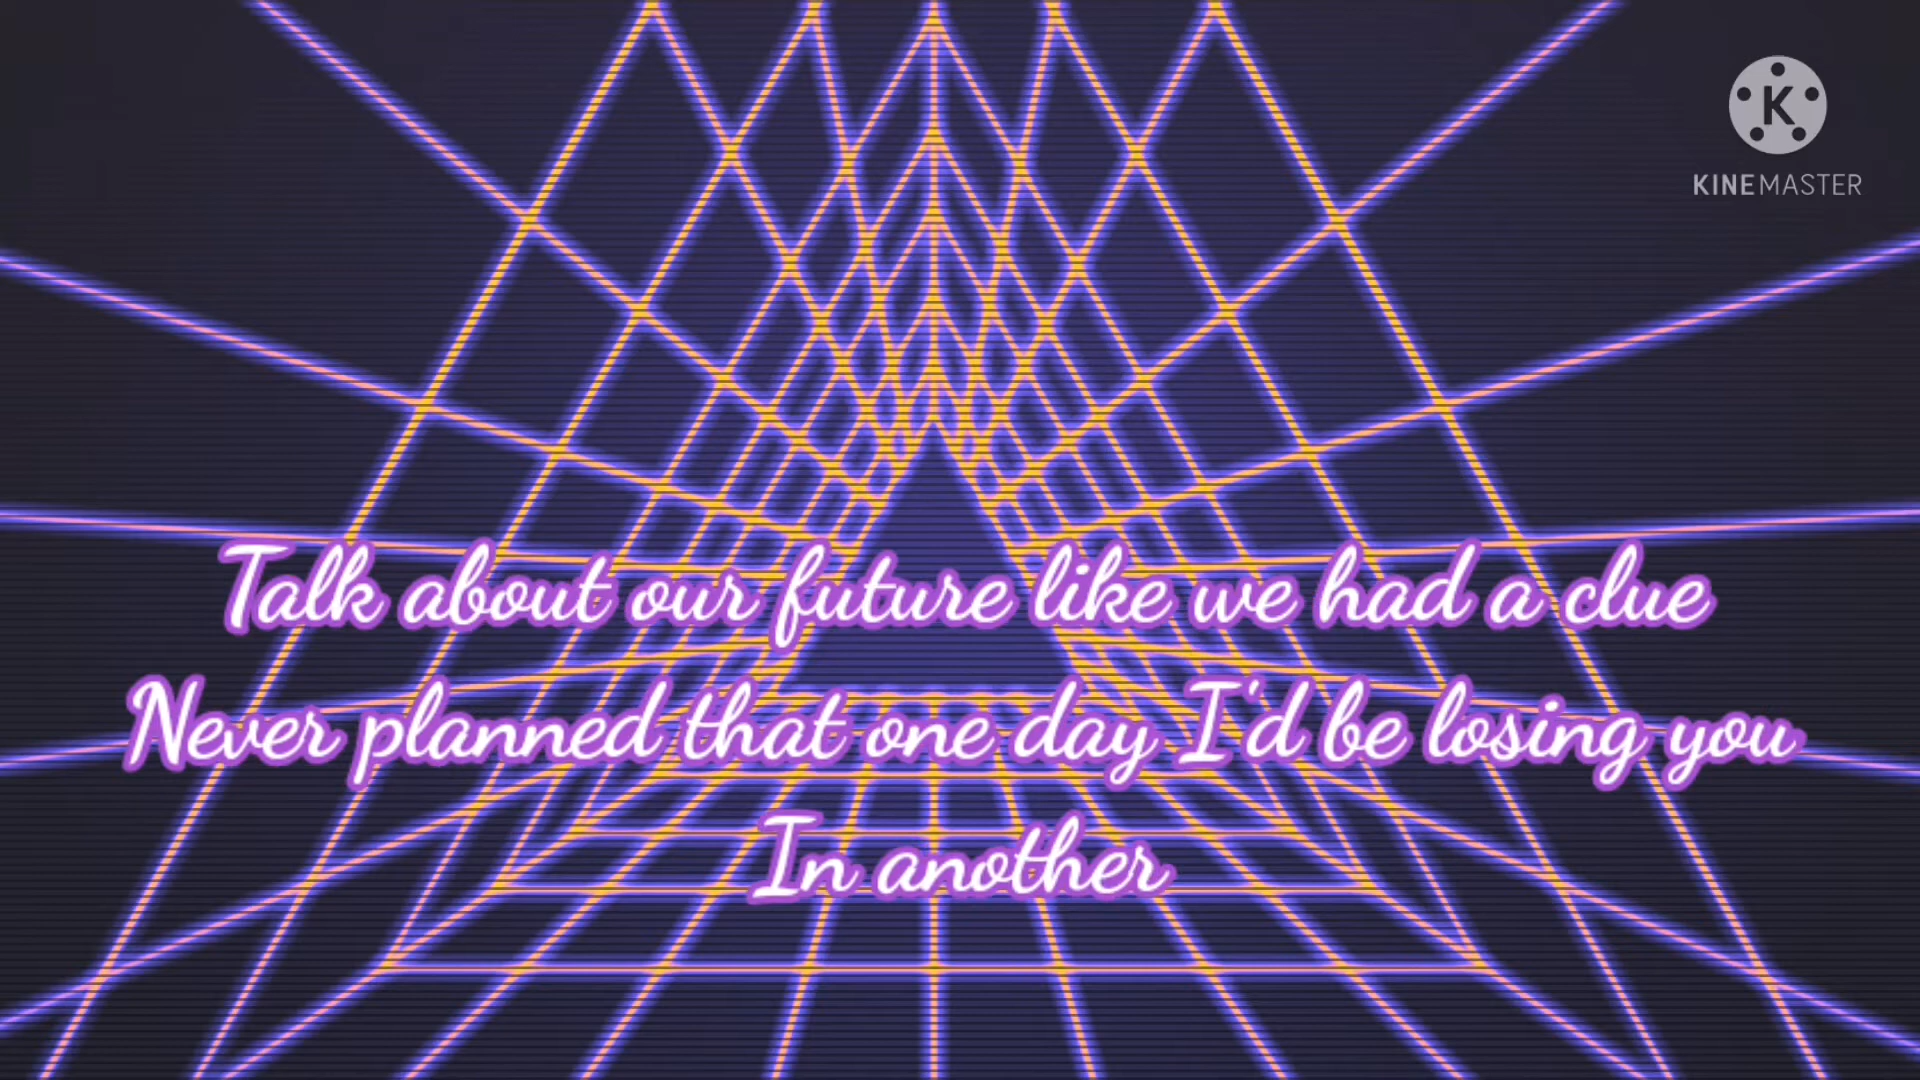 K
KINEMASTER
Talk about our future like we had a clue
Never planned that one day I'd be losing you
In another